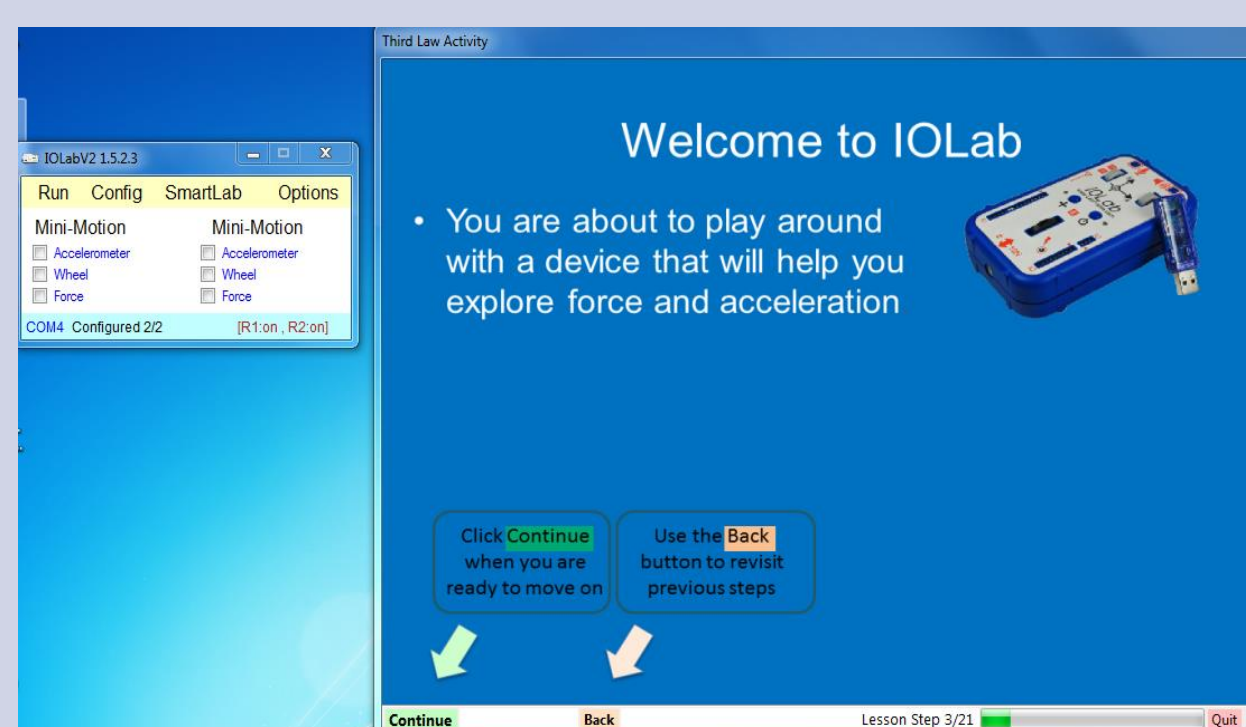 Third Law Activity
IOLabV2 1.5.2.3
Run Config SmartLab Options
Mini-Motion Mini-Motion
Accelerometer Accelerometer
Wheel Wheel
Force Force
COM4 Configured 2/2 [R1:on , R2:on]
Welcome to IOLab
• You are about to play around
with a device that will help you
explore force and acceleration
IOLab
Click Continue
when you are
ready to move on
Use the Back
button to revisit
previous steps
Continue Back Lesson Step 3/21 Quit